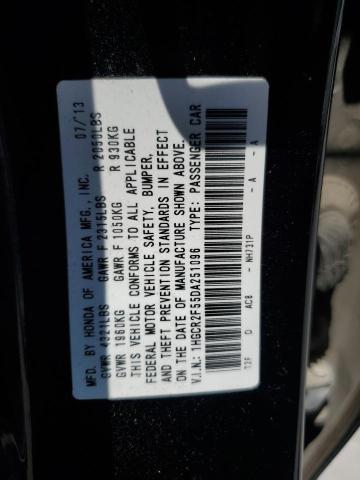 MFD. BY HONDA OF AMERICA MFG., INC. 07/13
GVWR 4321LBS GAWR F 2315LBS R 2050LBS
GVWR 1960KG GAWR F 1050KG R 930KG
THIS VEHICLE CONFORMS TO ALL APPLICABLE
FEDERAL MOTOR VEHICLE SAFETY, BUMPER,
AND THEFT PREVENTION STANDARDS IN EFFECT
ON THE DATE OF MANUFACTURE SHOWN ABOVE.
V.I.N.: 1HGCR2F55DA251096 TYPE: PASSENGER CAR
T2F D AC8 - NH731P - A - A